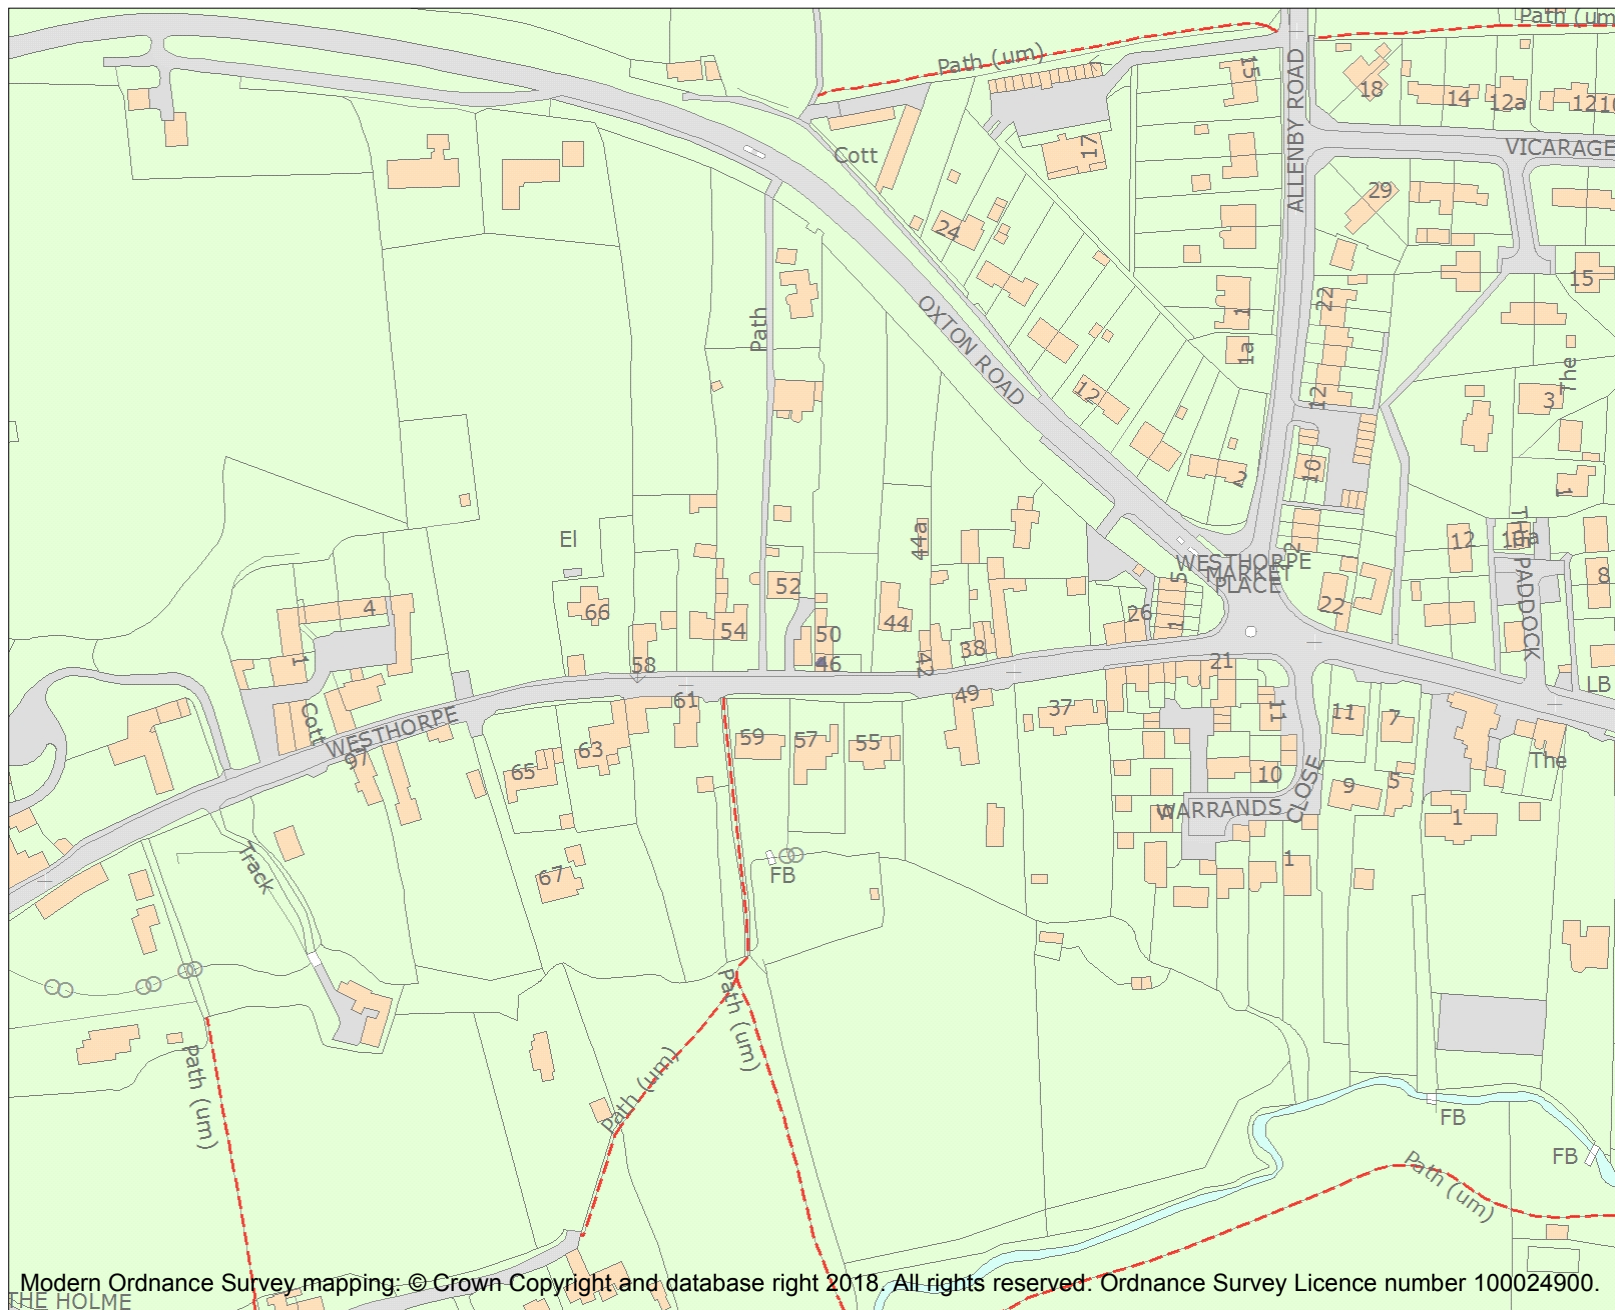 Path (um)
Path (um)
15
ALLENBY ROAD
18
14
12a
12
10
Cott
17
VICARAGE
29
24
15
22
1
1a
Path
OXTON ROAD
12
12
3
The
10
2
1
El
44a
2
12
THE PADDOCK
8
WESTHORPE
MARKET
PLACE
5
1
26
22
4
1
66
52
54
50
46
44
42
38
58
21
LB
61
49
37
11
11
7
Cott
WESTHORPE
97
63
65
59
57
55
10
9
5
The
WARRANDS
CLOSE
1
1
Track
67
FB
Path (um)
Path (um)
Path (um)
FB
FB
Path (um)
THE HOLME
Modern Ordnance Survey mapping: © Crown Copyright and database right 2018. All rights reserved. Ordnance Survey Licence number 100024900.